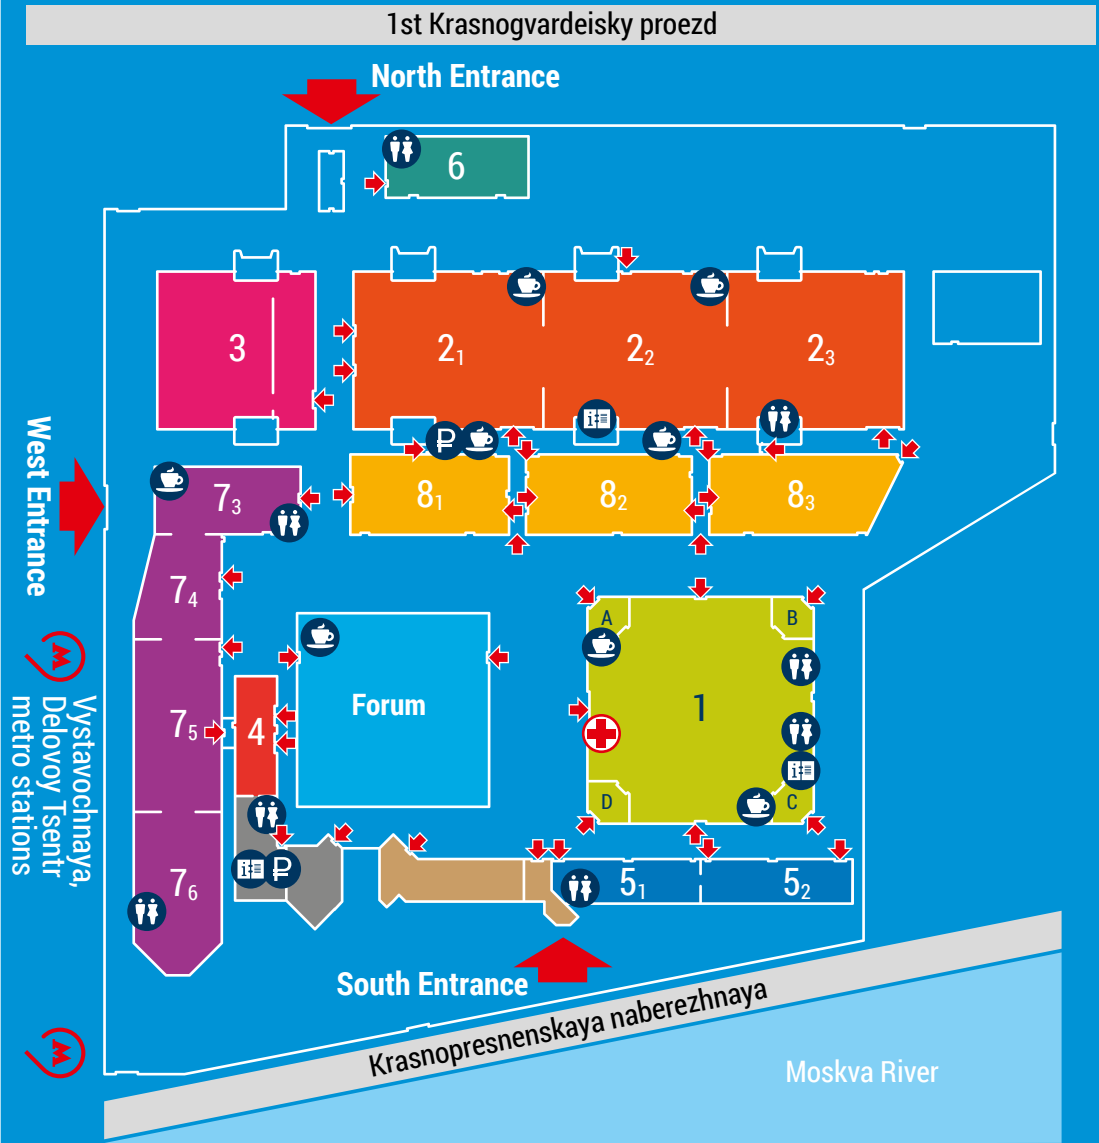 1st Krasnogvardeisky proezd
North Entrance
6
3
2₁
2₂
2₃
i
₽
West Entrance
7₃
8₁
8₂
8₃
7₄
A
B
M
Vystavochnaya,
Delovoy Tsentr
metro stations
Forum
1
7₅
4
i
D
C
i
₽
7₆
5₁
5₂
South Entrance
Krasnopresnenskaya naberezhnaya
M
Moskva River